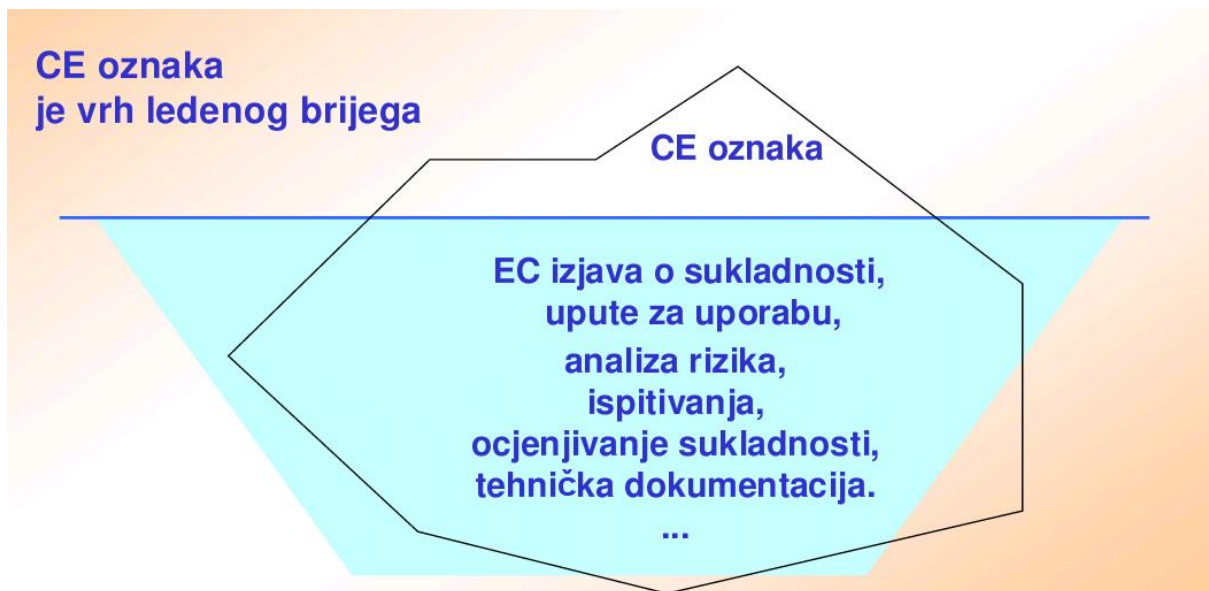 CE oznaka
je vrh ledenog brijega
CE oznaka
EC izjava o sukladnosti,
upute za uporabu,
analiza rizika,
ispitivanja,
ocjenjivanje sukladnosti,
tehnička dokumentacija.
...